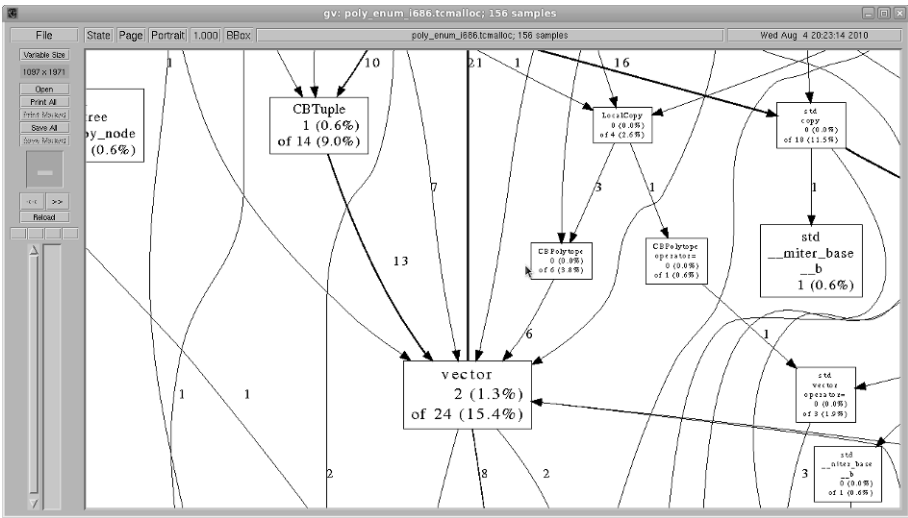 gv: poly_enum_i686.tcmalloc; 156 samples
File
State
Page
Portrait
1.000
BBox
poly_enum_i686.tcmalloc; 156 samples
Wed Aug 4 20:23:14 2010
Variable Size
1097 x 1971
Open
Print All
Print Marked
Save All
Save Marked
<<
>>
Reload
1
10
21
1
16
ree
oy_node
(0.6%)
CBTuple
1 (0.6%)
of 14 (9.0%)
LocalCopy
0 (0.0%)
of 4 (2.6%)
std
copy
0 (0.0%)
of 18 (11.5%)
7
3
1
1
13
CBPolytope
0 (0.0%)
of 6 (3.8%)
CBPolytope
operator=
0 (0.0%)
of 1 (0.6%)
std
__miter_base
__b
1 (0.6%)
6
1
vector
2 (1.3%)
of 24 (15.4%)
std
vector
operator=
0 (0.0%)
of 3 (1.9%)
1
1
2
8
2
3
std
__niter_base
__b
0 (0.0%)
of 1 (0.6%)